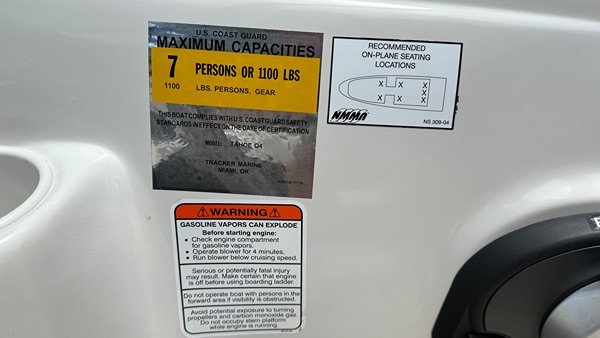 U.S. COAST GUARD
MAXIMUM CAPACITIES
7 PERSONS OR 1100 LBS
1100 LBS. PERSONS, GEAR
THIS BOAT COMPLIES WITH U.S. COAST GUARD SAFETY
STANDARDS IN EFFECT ON THE DATE OF CERTIFICATION
MODEL: TAHOE Q4
TRACKER MARINE
MIAMI, OK
RECOMMENDED
ON-PLANE SEATING
LOCATIONS
X X X
X
X X X
NMMA
NS 309-04
WARNING
GASOLINE VAPORS CAN EXPLODE
Before starting engine:
• Check engine compartment
for gasoline vapors.
• Operate blower for 4 minutes.
• Run blower below cruising speed.
Serious or potentially fatal injury
may result. Make certain that engine
is off before using boarding ladder.
Do not operate boat with persons in the
forward area if visibility is obstructed.
Avoid potential exposure to turning
propellers and carbon monoxide gas.
Do not occupy stern platform
while engine is running